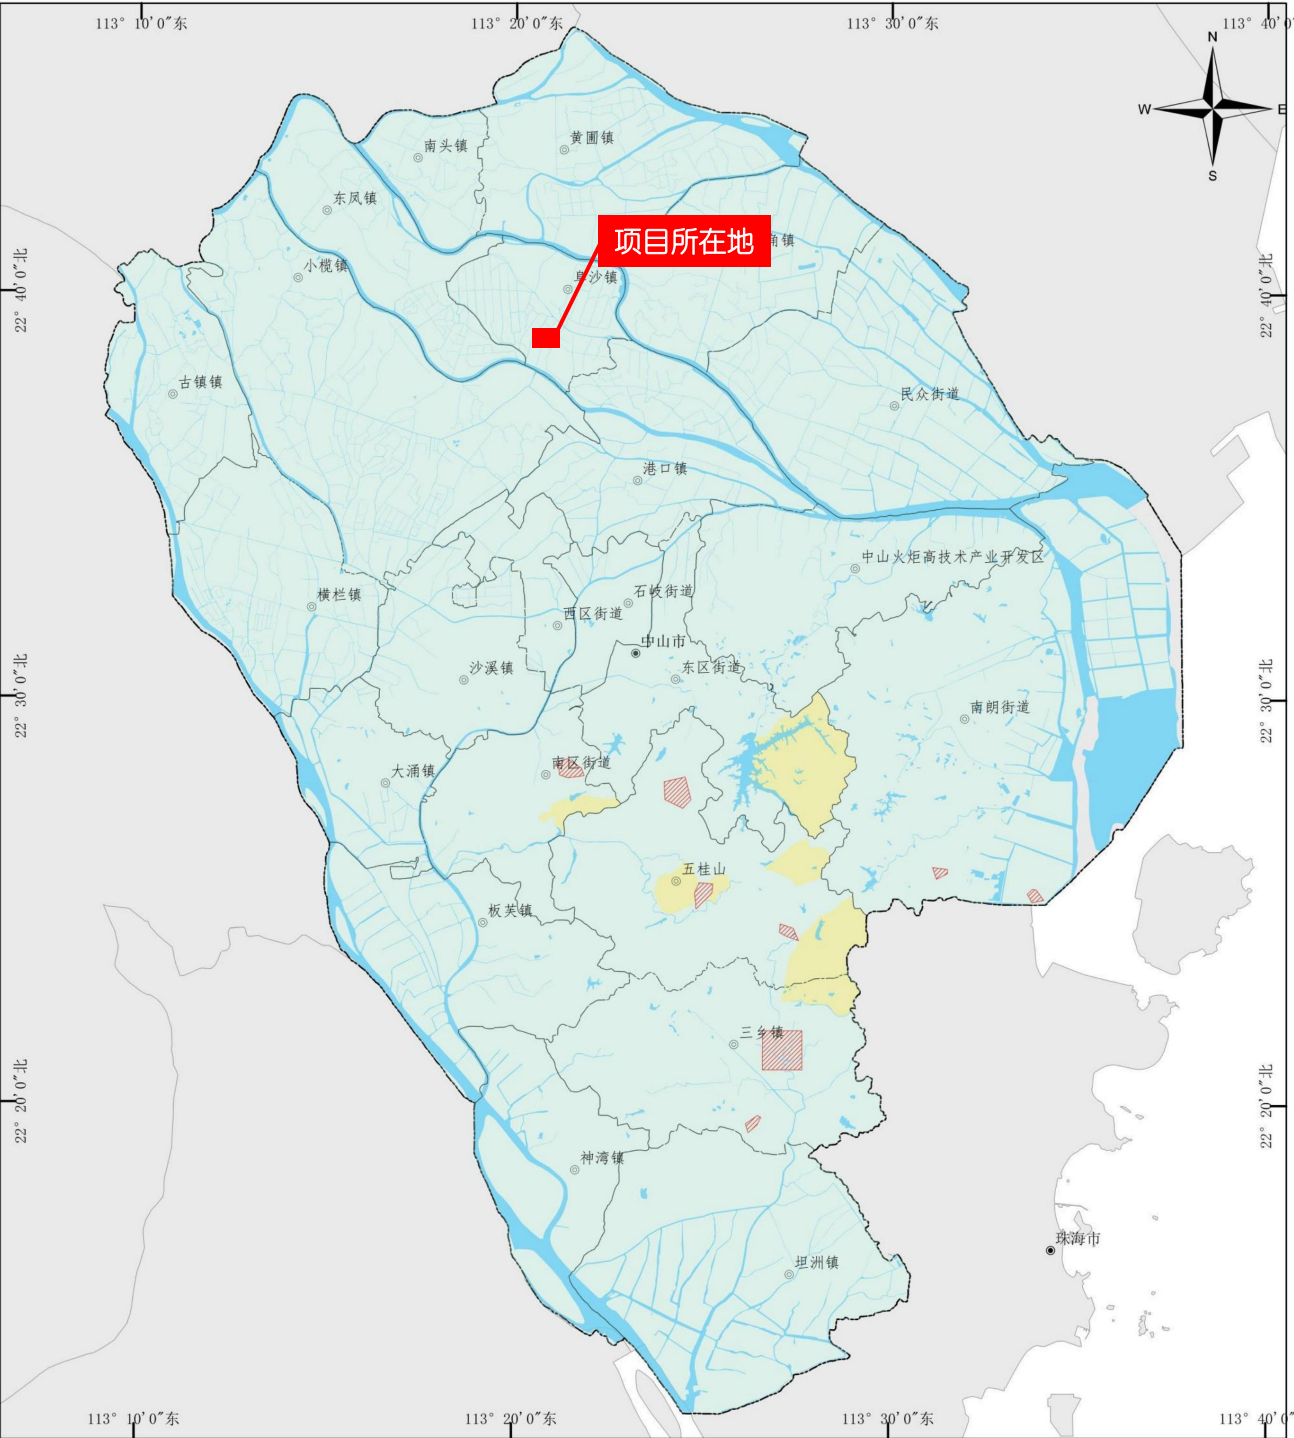 113° 10'0"东
113° 20'0"东
113° 30'0"东
113° 40'0"
N
W
E
S
南头镇
黄圃镇
东凤镇
项目所在地
角镇
小榄镇
阜沙镇
22° 40'0"北
22° 40'0"北
古镇镇
民众街道
港口镇
中山火炬高技术产业开发区
横栏镇
石岐街道
西区街道
中山市
沙溪镇
东区街道
22° 30'0"北
22° 30'0"北
南朗街道
大涌镇
南区街道
五桂山
板芙镇
三乡镇
22° 20'0"北
22° 20'0"北
神湾镇
珠海市
坦洲镇
113° 10'0"东
113° 20'0"东
113° 30'0"东
113° 40'0"